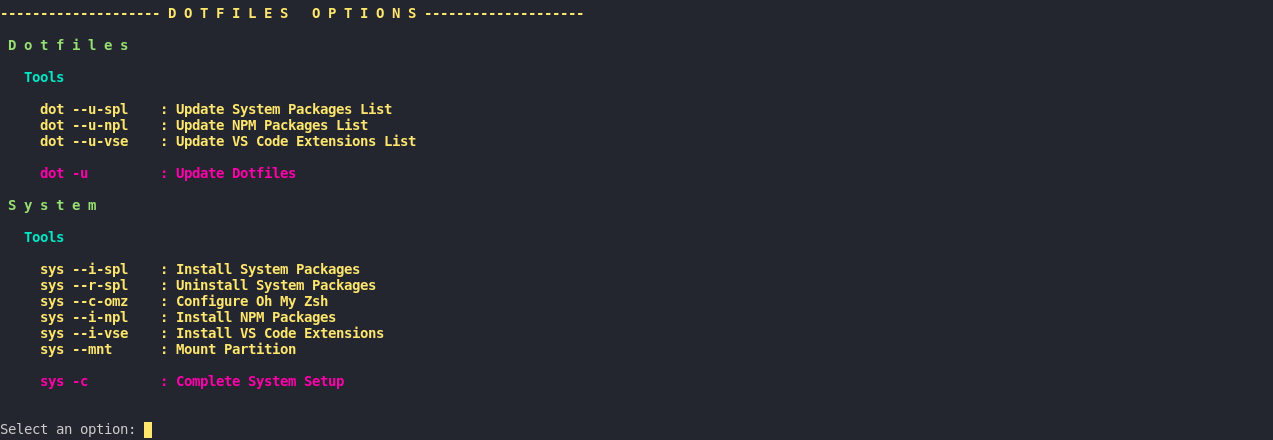 -------------------- D O T F I L E S   O P T I O N S --------------------
D o t f i l e s
Tools
dot --u-spl    : Update System Packages List
dot --u-npl    : Update NPM Packages List
dot --u-vse    : Update VS Code Extensions List
dot -u         : Update Dotfiles
S y s t e m
Tools
sys --i-spl    : Install System Packages
sys --r-spl    : Uninstall System Packages
sys --c-omz    : Configure Oh My Zsh
sys --i-npl    : Install NPM Packages
sys --i-vse    : Install VS Code Extensions
sys --mnt      : Mount Partition
sys -c         : Complete System Setup
Select an option: